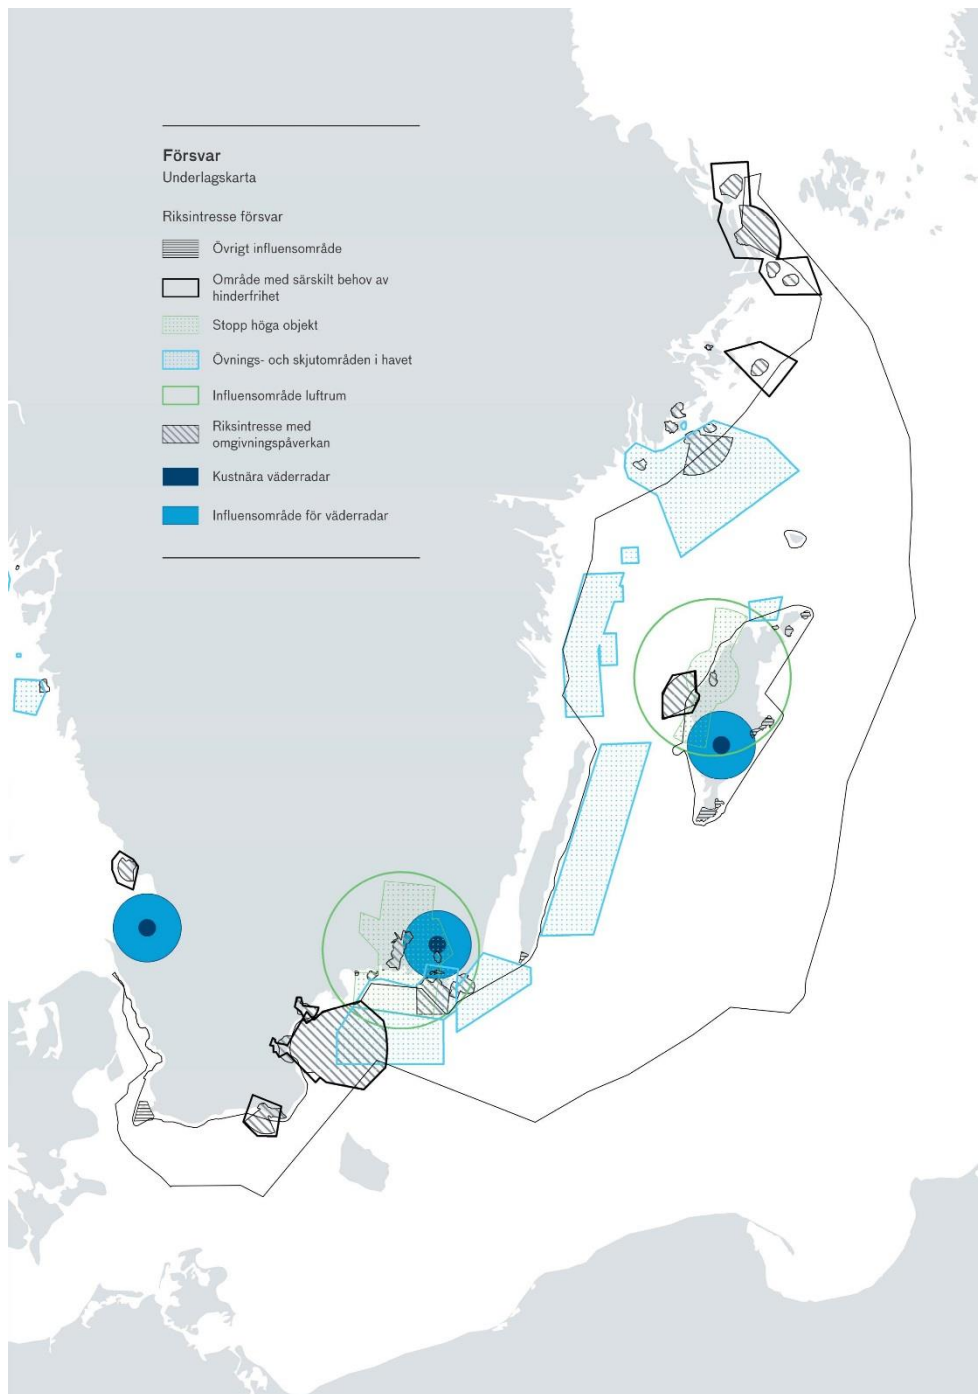 Försvar
Underlagskarta
Riksintresse försvar
Övrigt influensområde
Område med särskilt behov av
hinderfrihet
Stopp höga objekt
Övnings- och skjutområden i havet
Influensområde luftrum
Riksintresse med
omgivningspåverkan
Kustnära väderradar
Influensområde för väderradar